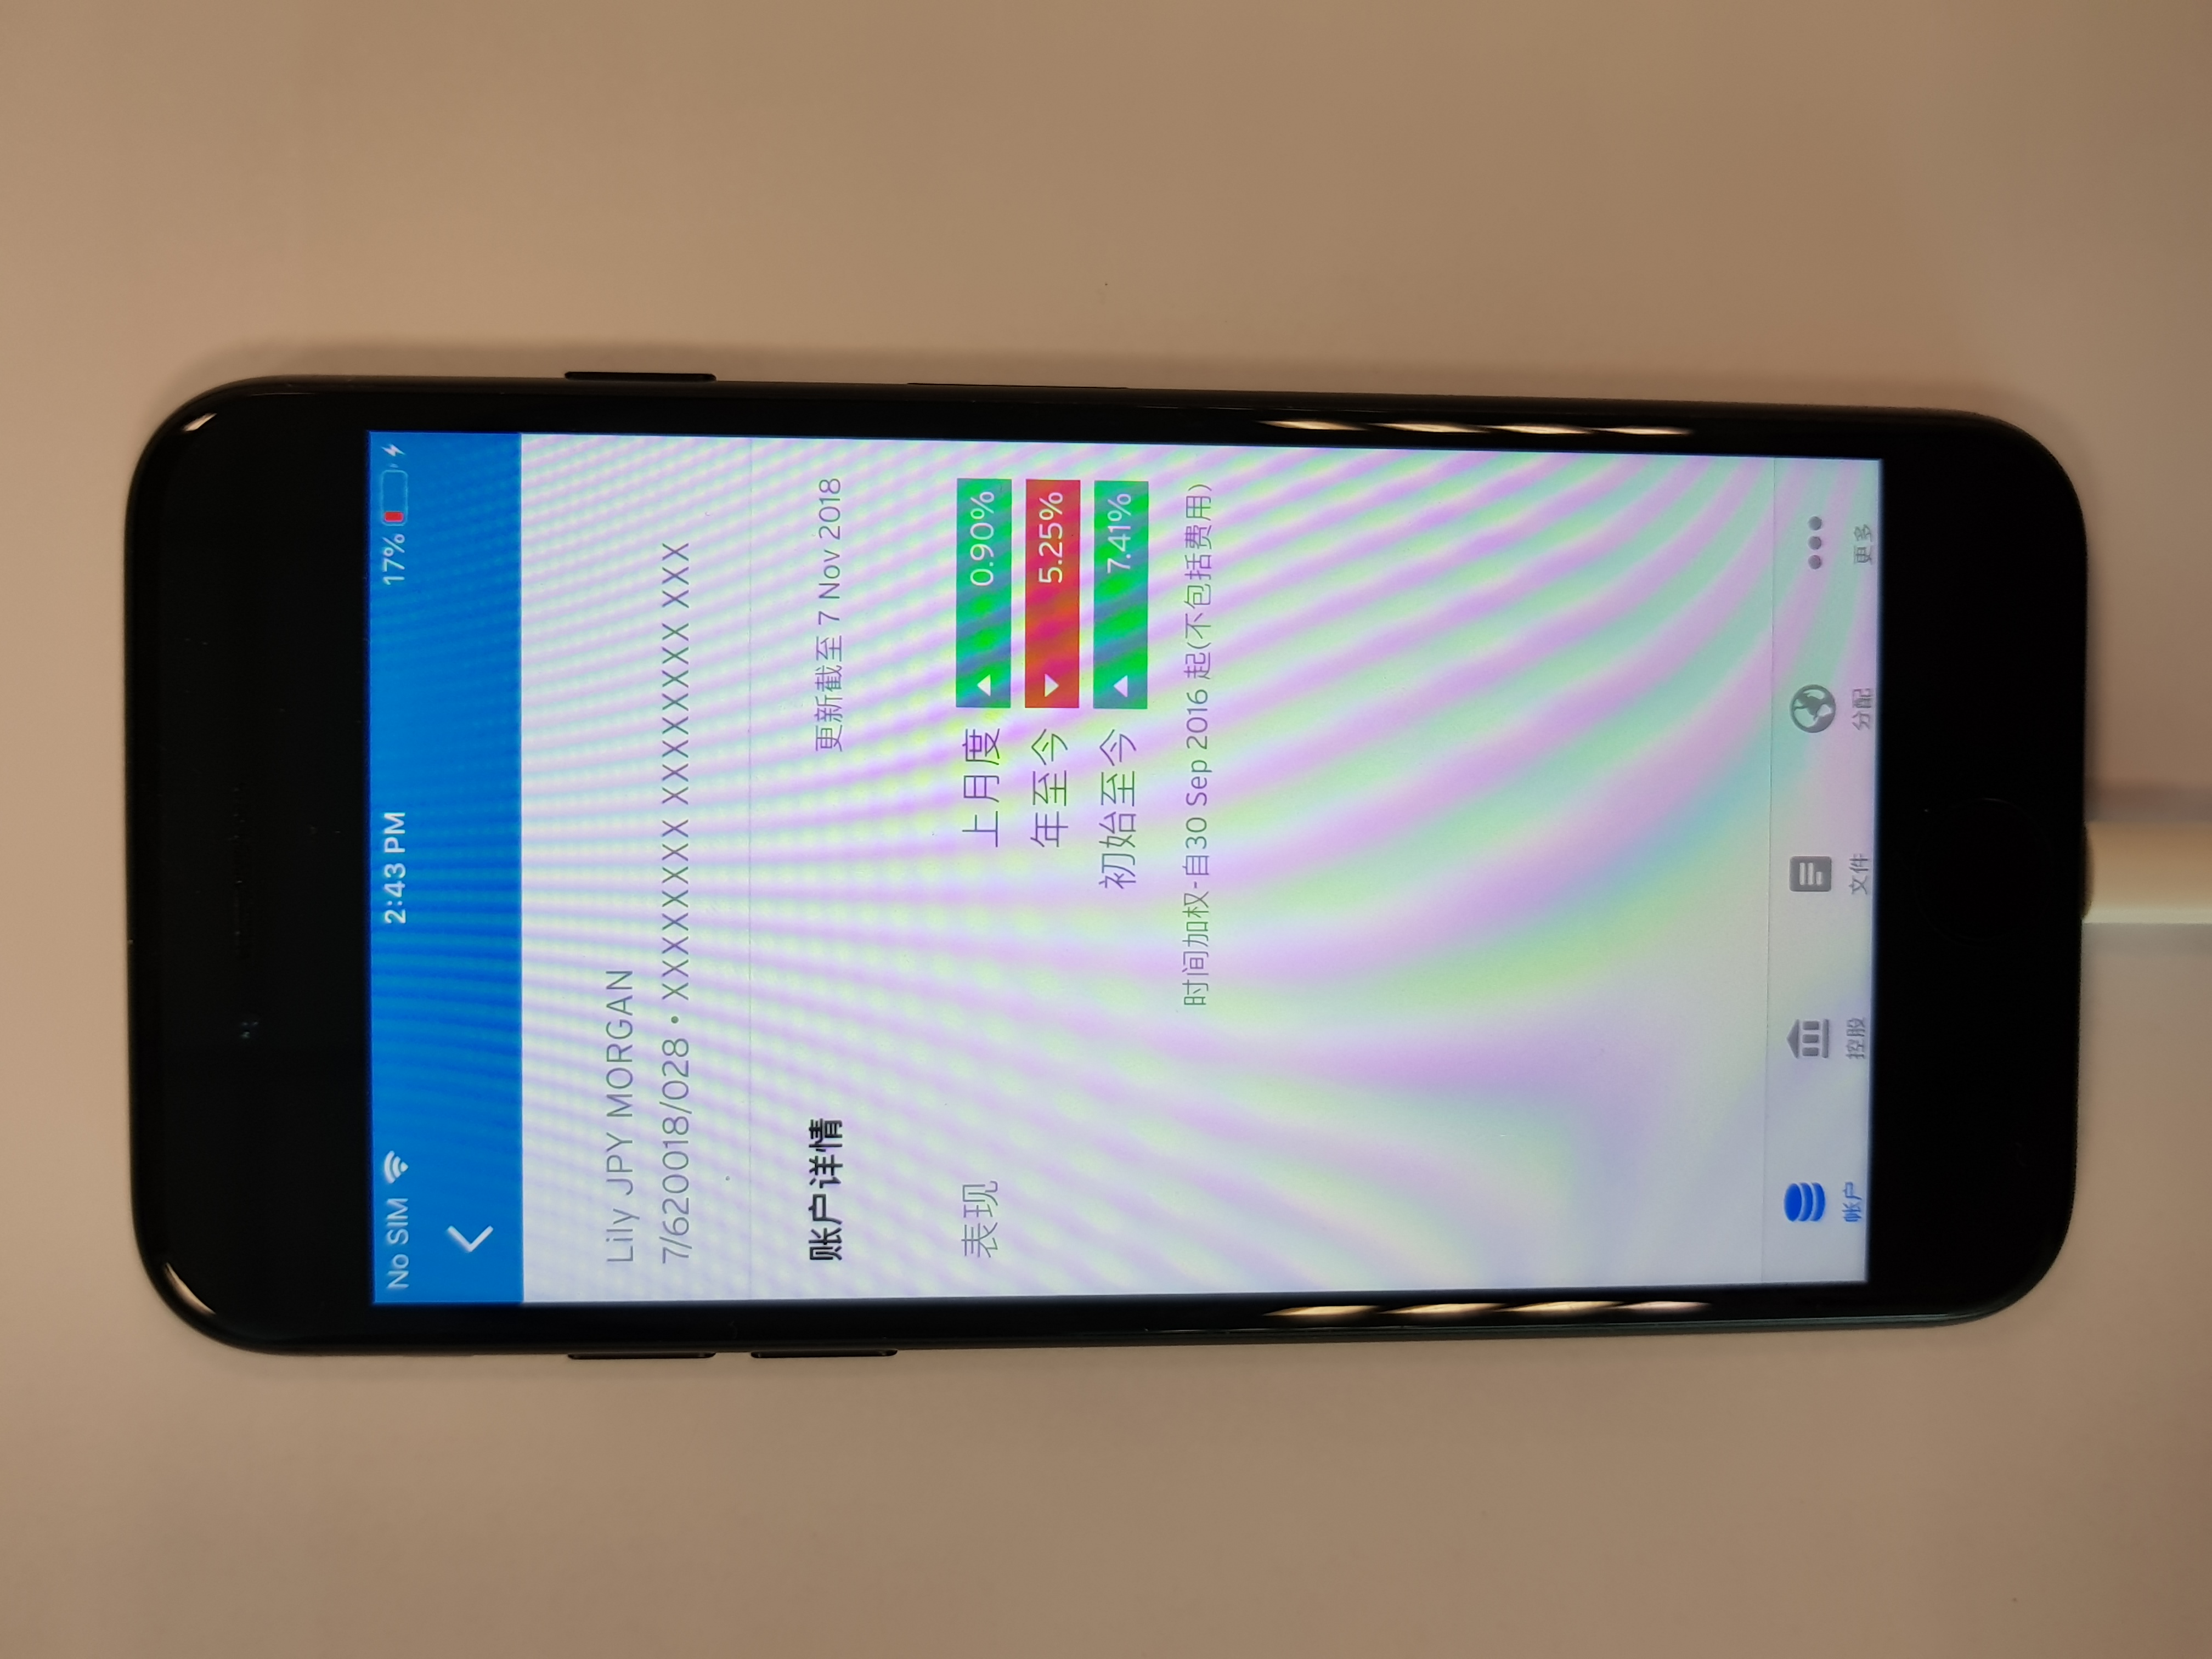 No SIM 2:43 PM 17%
Lily JPY MORGAN
7/620018/028 • XXXXXXXXX XXXXXXXXXX XXX
账户详情 更新截至 7 Nov 2018
表现 上月度 ▲ 0.90%
年至今 ▼ 5.25%
初始至今 ▲ 7.41%
时间加权-自30 Sep 2016 起(不包括费用)
帐户 控股 文件 分配 更多